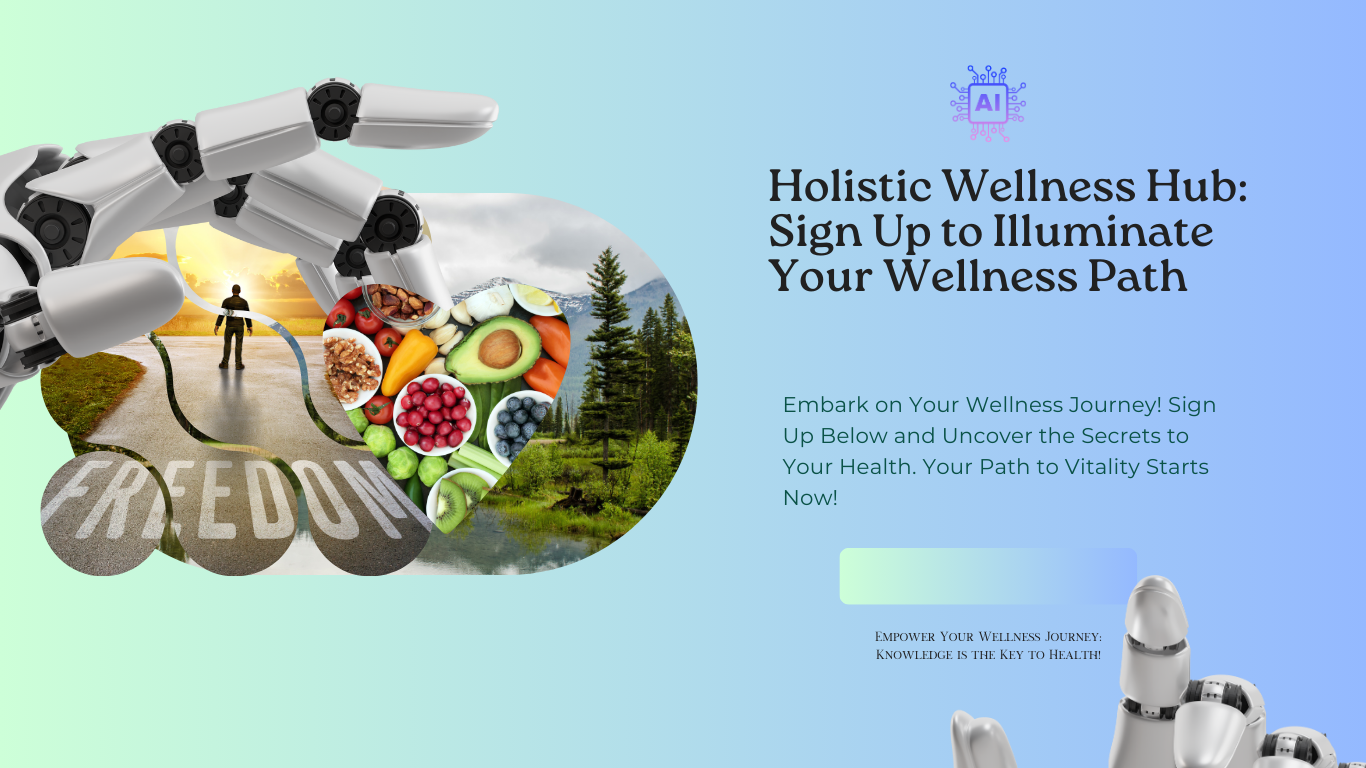 AI
Holistic Wellness Hub:
Sign Up to Illuminate
Your Wellness Path
Embark on Your Wellness Journey! Sign
Up Below and Uncover the Secrets to
Your Health. Your Path to Vitality Starts
Now!
FREEDOM
Empower Your Wellness Journey:
Knowledge is the Key to Health!